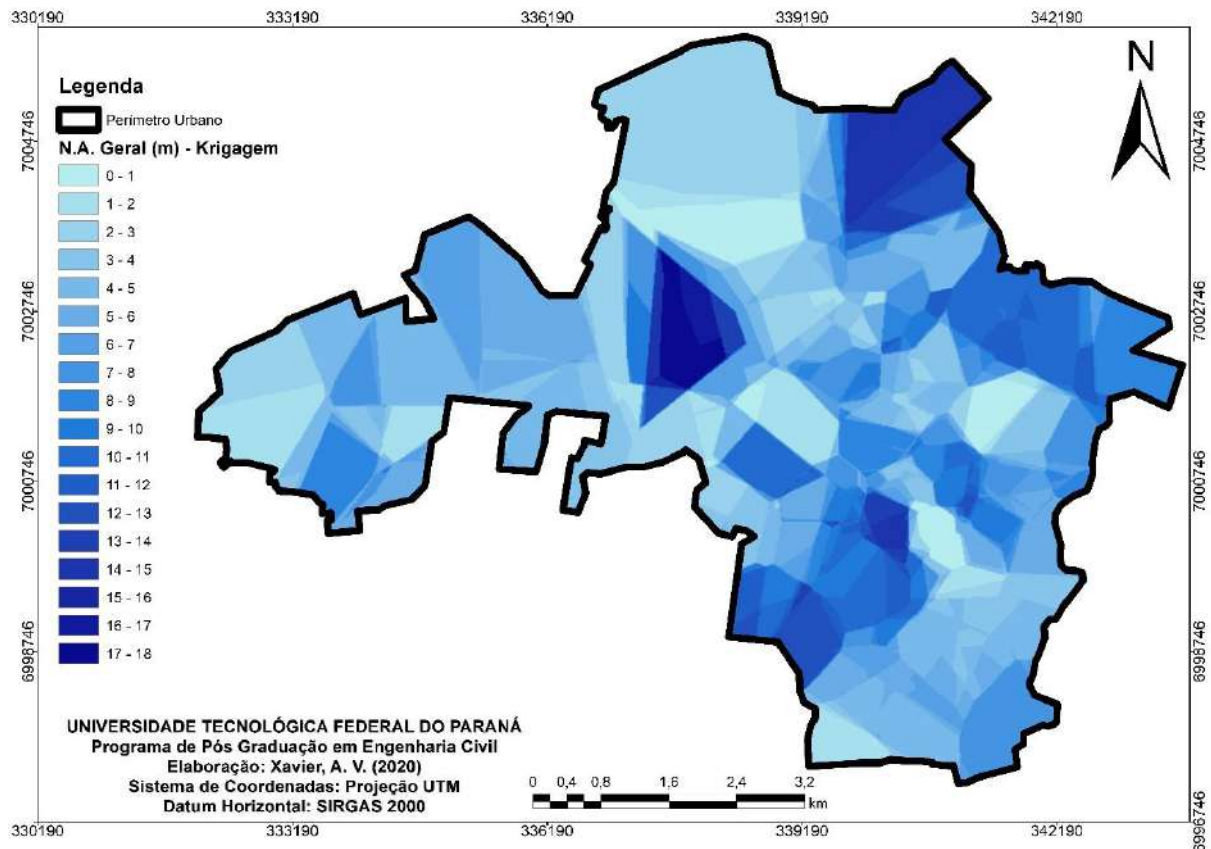 330190 333190 336190 339190 342190
N
Legenda
Perímetro Urbano
N.A. Geral (m) - Krigagem
0 - 1
1 - 2
2 - 3
3 - 4
4 - 5
5 - 6
6 - 7
7 - 8
8 - 9
9 - 10
10 - 11
11 - 12
12 - 13
13 - 14
14 - 15
15 - 16
16 - 17
17 - 18
7004746 7004746
7002746 7002746
7000746 7000746
6998746 6998746
6996746
UNIVERSIDADE TECNOLÓGICA FEDERAL DO PARANÁ
Programa de Pós Graduação em Engenharia Civil
Elaboração: Xavier, A. V. (2020)
Sistema de Coordenadas: Projeção UTM
Datum Horizontal: SIRGAS 2000
0 0,4 0,8 1,6 2,4 3,2
km
330190 333190 336190 339190 342190